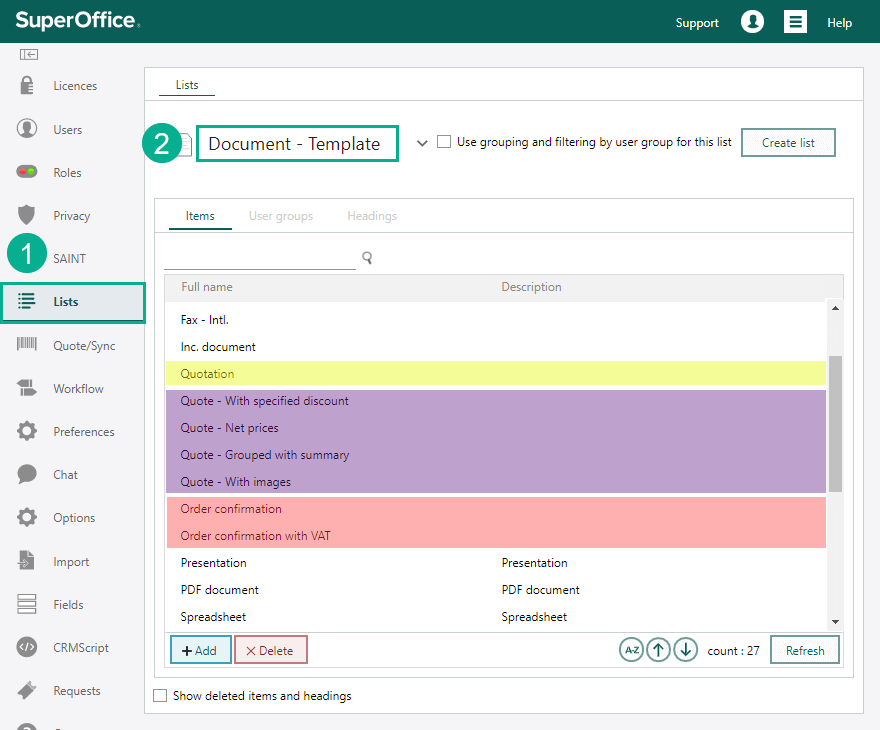 SuperOffice.
Support
Help
Licences
Users
Roles
Privacy
1
SAINT
Lists
Quote/Sync
Workflow
Preferences
Chat
Options
Import
Fields
CRMScript
Requests
Lists
2
Document - Template
Use grouping and filtering by user group for this list
Create list
Items User groups Headings
Full name Description
Fax - Intl.
Inc. document
Quotation
Quote - With specified discount
Quote - Net prices
Quote - Grouped with summary
Quote - With images
Order confirmation
Order confirmation with VAT
Presentation Presentation
PDF document PDF document
Spreadsheet Spreadsheet
+ Add × Delete A-Z count : 27 Refresh
Show deleted items and headings